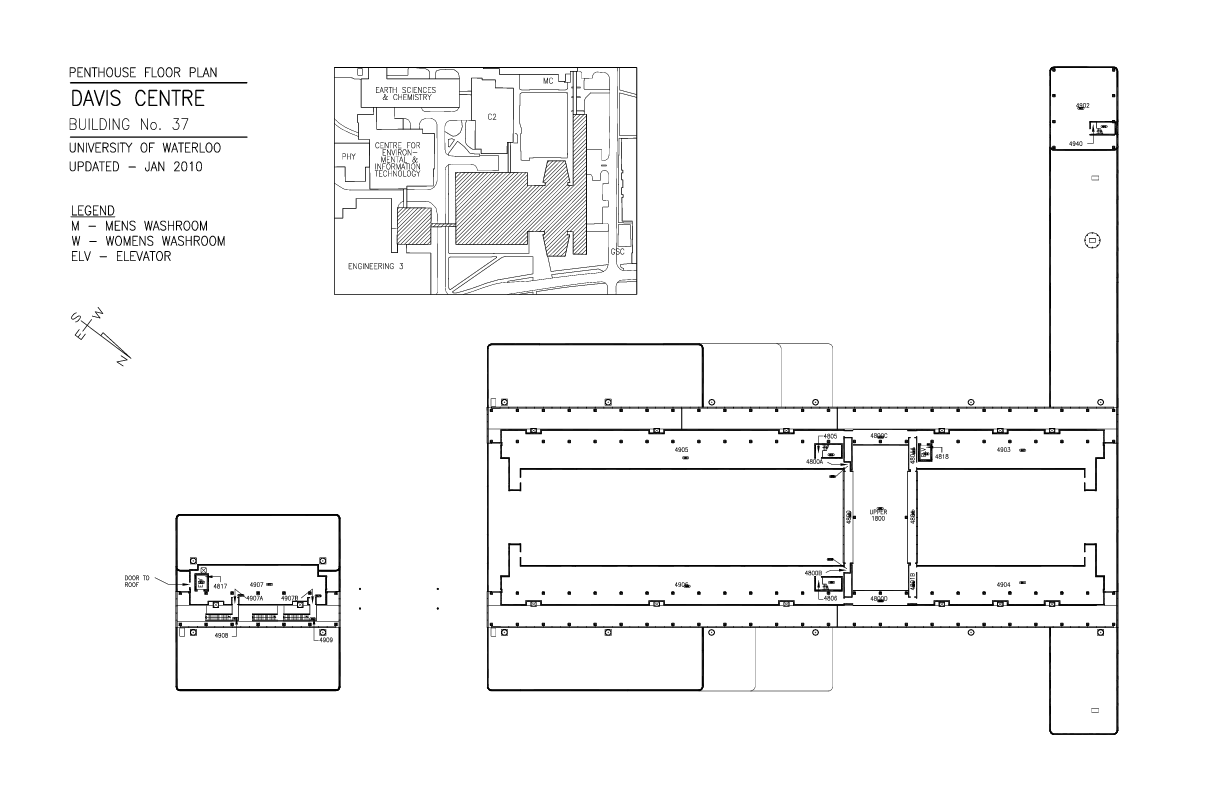 PENTHOUSE FLOOR PLAN
DAVIS CENTRE
BUILDING No. 37
UNIVERSITY OF WATERLOO
UPDATED – JAN 2010
LEGEND
M – MENS WASHROOM
W – WOMENS WASHROOM
ELV – ELEVATOR
S W
E
N
MC
EARTH SCIENCES
& CHEMISTRY
C2
PHY
CENTRE FOR
ENVIRON–
MENTAL &
INFORMATION
TECHNOLOGY
ENGINEERING 3
GSC
4902
4940
4805
4800C
4905
4818
4903
4800A
4800
UPPER
1800
4800B
4906
4806
4800D
4801B
4904
DOOR TO
ROOF
4817
4907
4907A
4907B
4908
4909